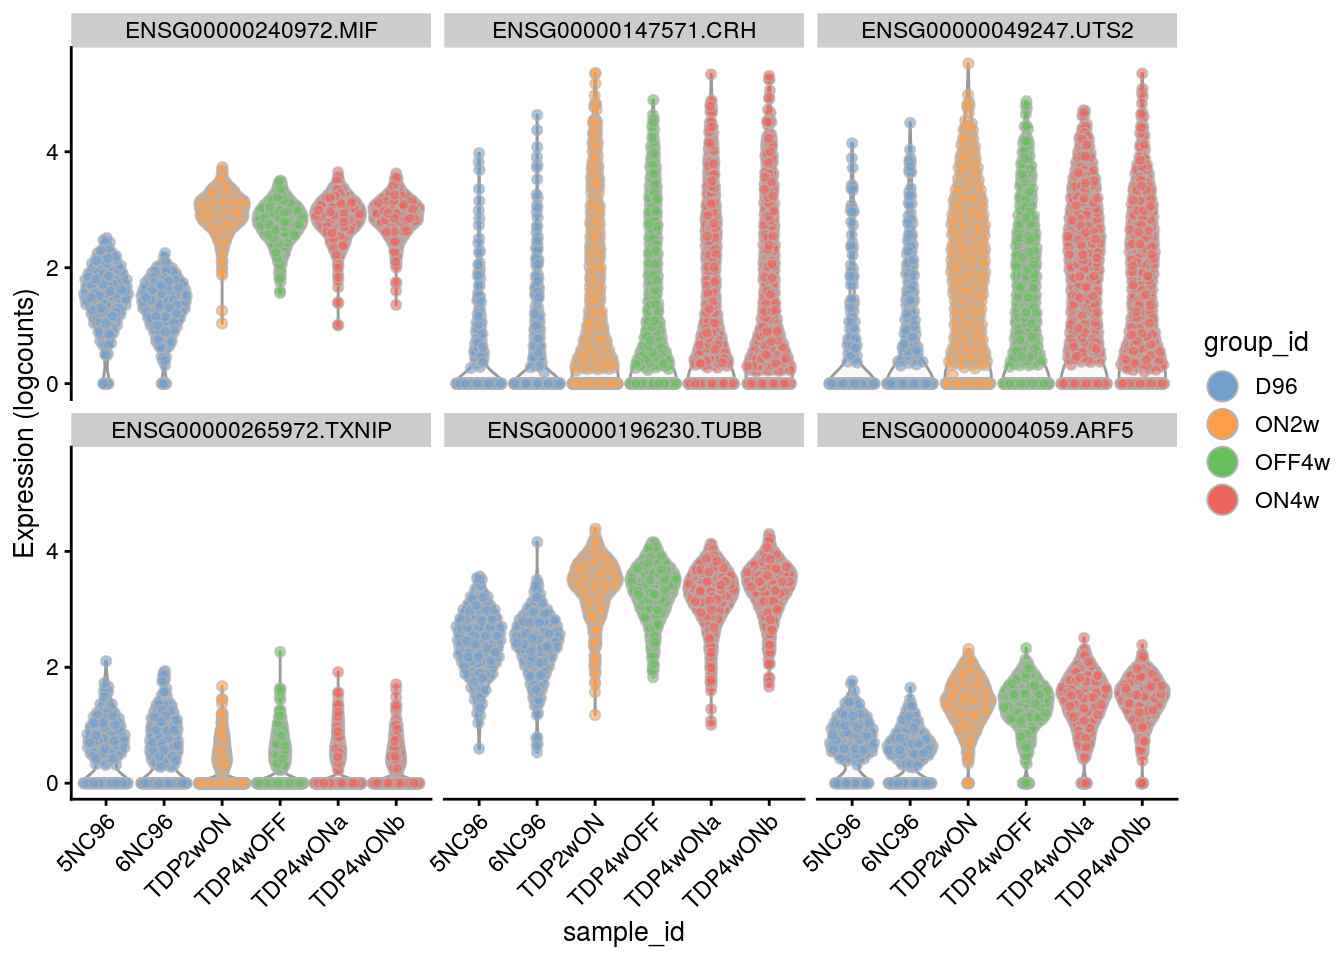 ENSG00000240972.MIF
ENSG00000147571.CRH
ENSG00000049247.UTS2
4
2
0
ENSG00000265972.TXNIP
ENSG00000196230.TUBB
ENSG00000004059.ARF5
4
2
0
Expression (logcounts)
5NC96
6NC96
TDP2wON
TDP4wOFF
TDP4wONa
TDP4wONb
5NC96
6NC96
TDP2wON
TDP4wOFF
TDP4wONa
TDP4wONb
5NC96
6NC96
TDP2wON
TDP4wOFF
TDP4wONa
TDP4wONb
sample_id
group_id
D96
ON2w
OFF4w
ON4w